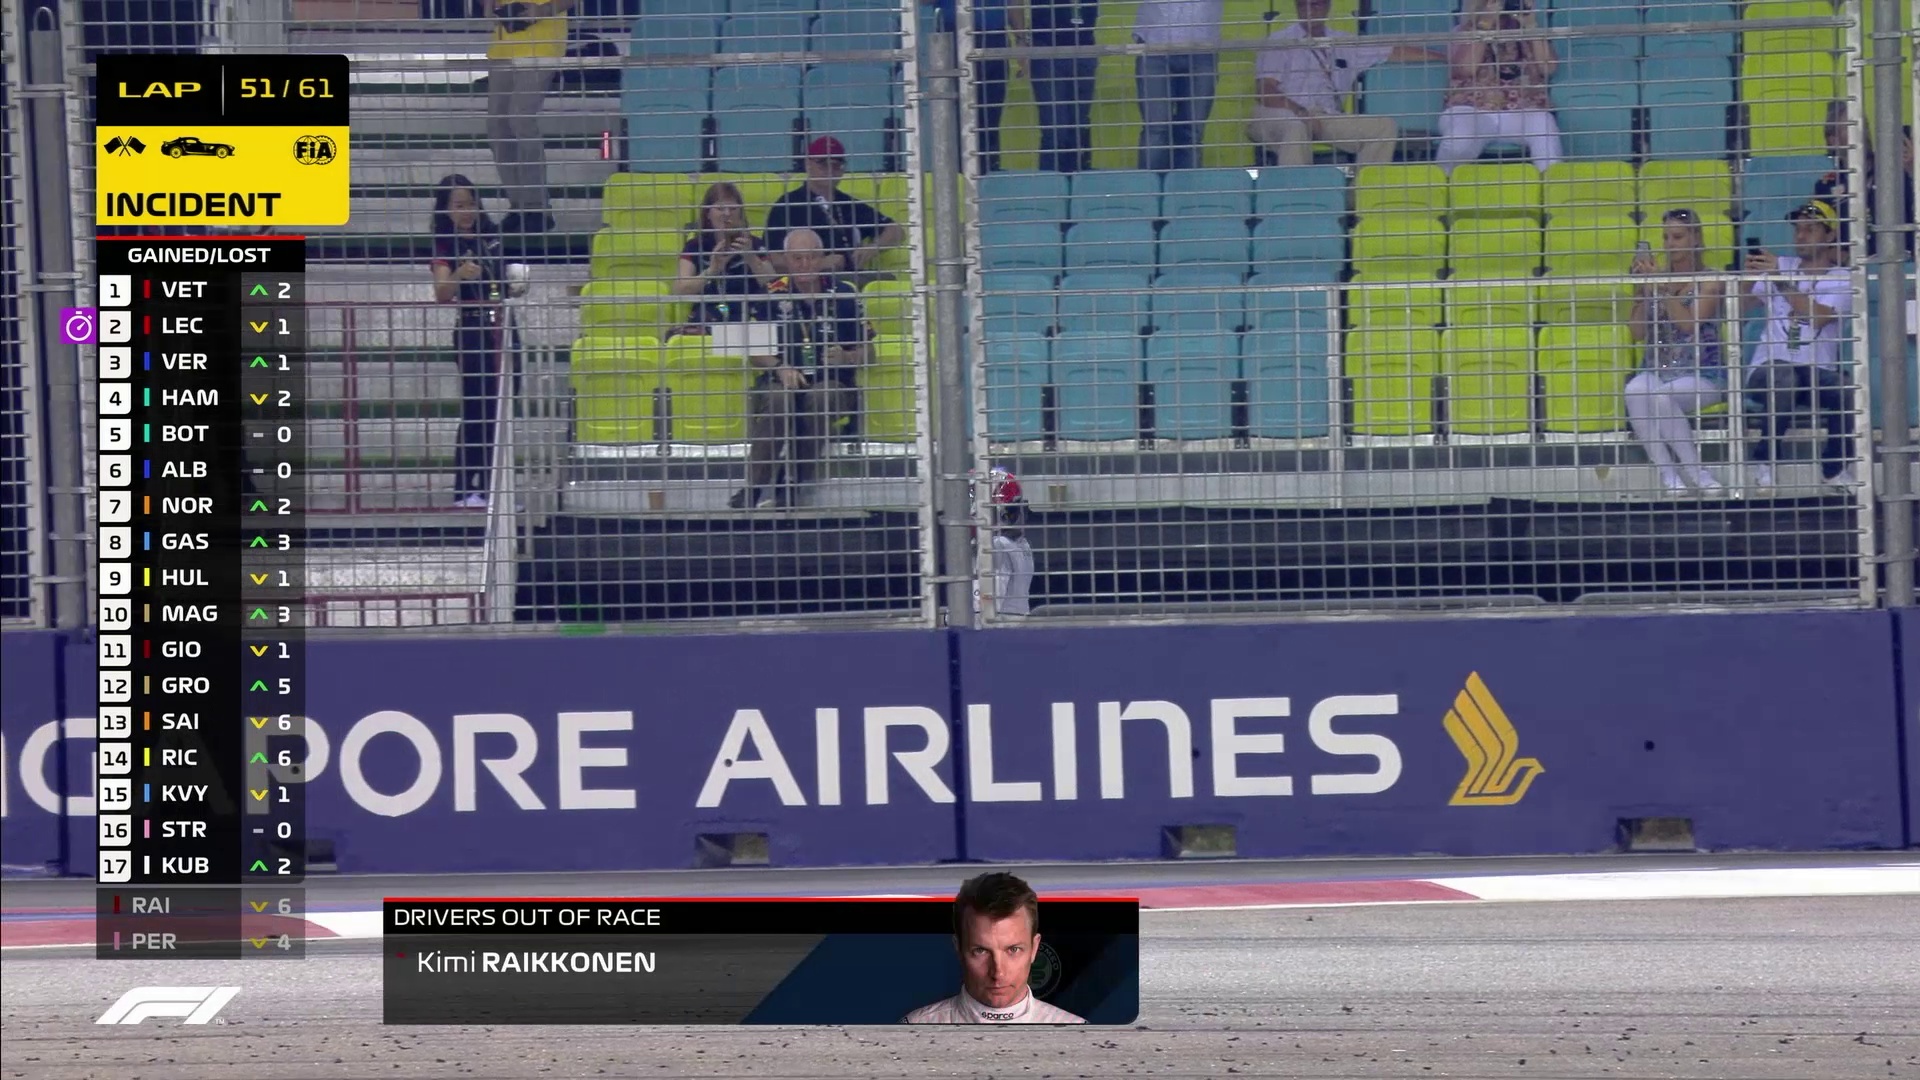 LAP 51 / 61
FIA
INCIDENT
GAINED/LOST
1 VET 2
2 LEC 1
3 VER 1
4 HAM 2
5 BOT - 0
6 ALB - 0
7 NOR 2
8 GAS 3
9 HUL 1
10 MAG 3
11 GIO 1
12 GRO 5
13 SAI 6
14 RIC 6
15 KVY 1
16 STR - 0
17 KUB 2
RAI 6
PER 4
GAPORE AIRLINES
DRIVERS OUT OF RACE
Kimi RAIKKONEN
sparco
F1